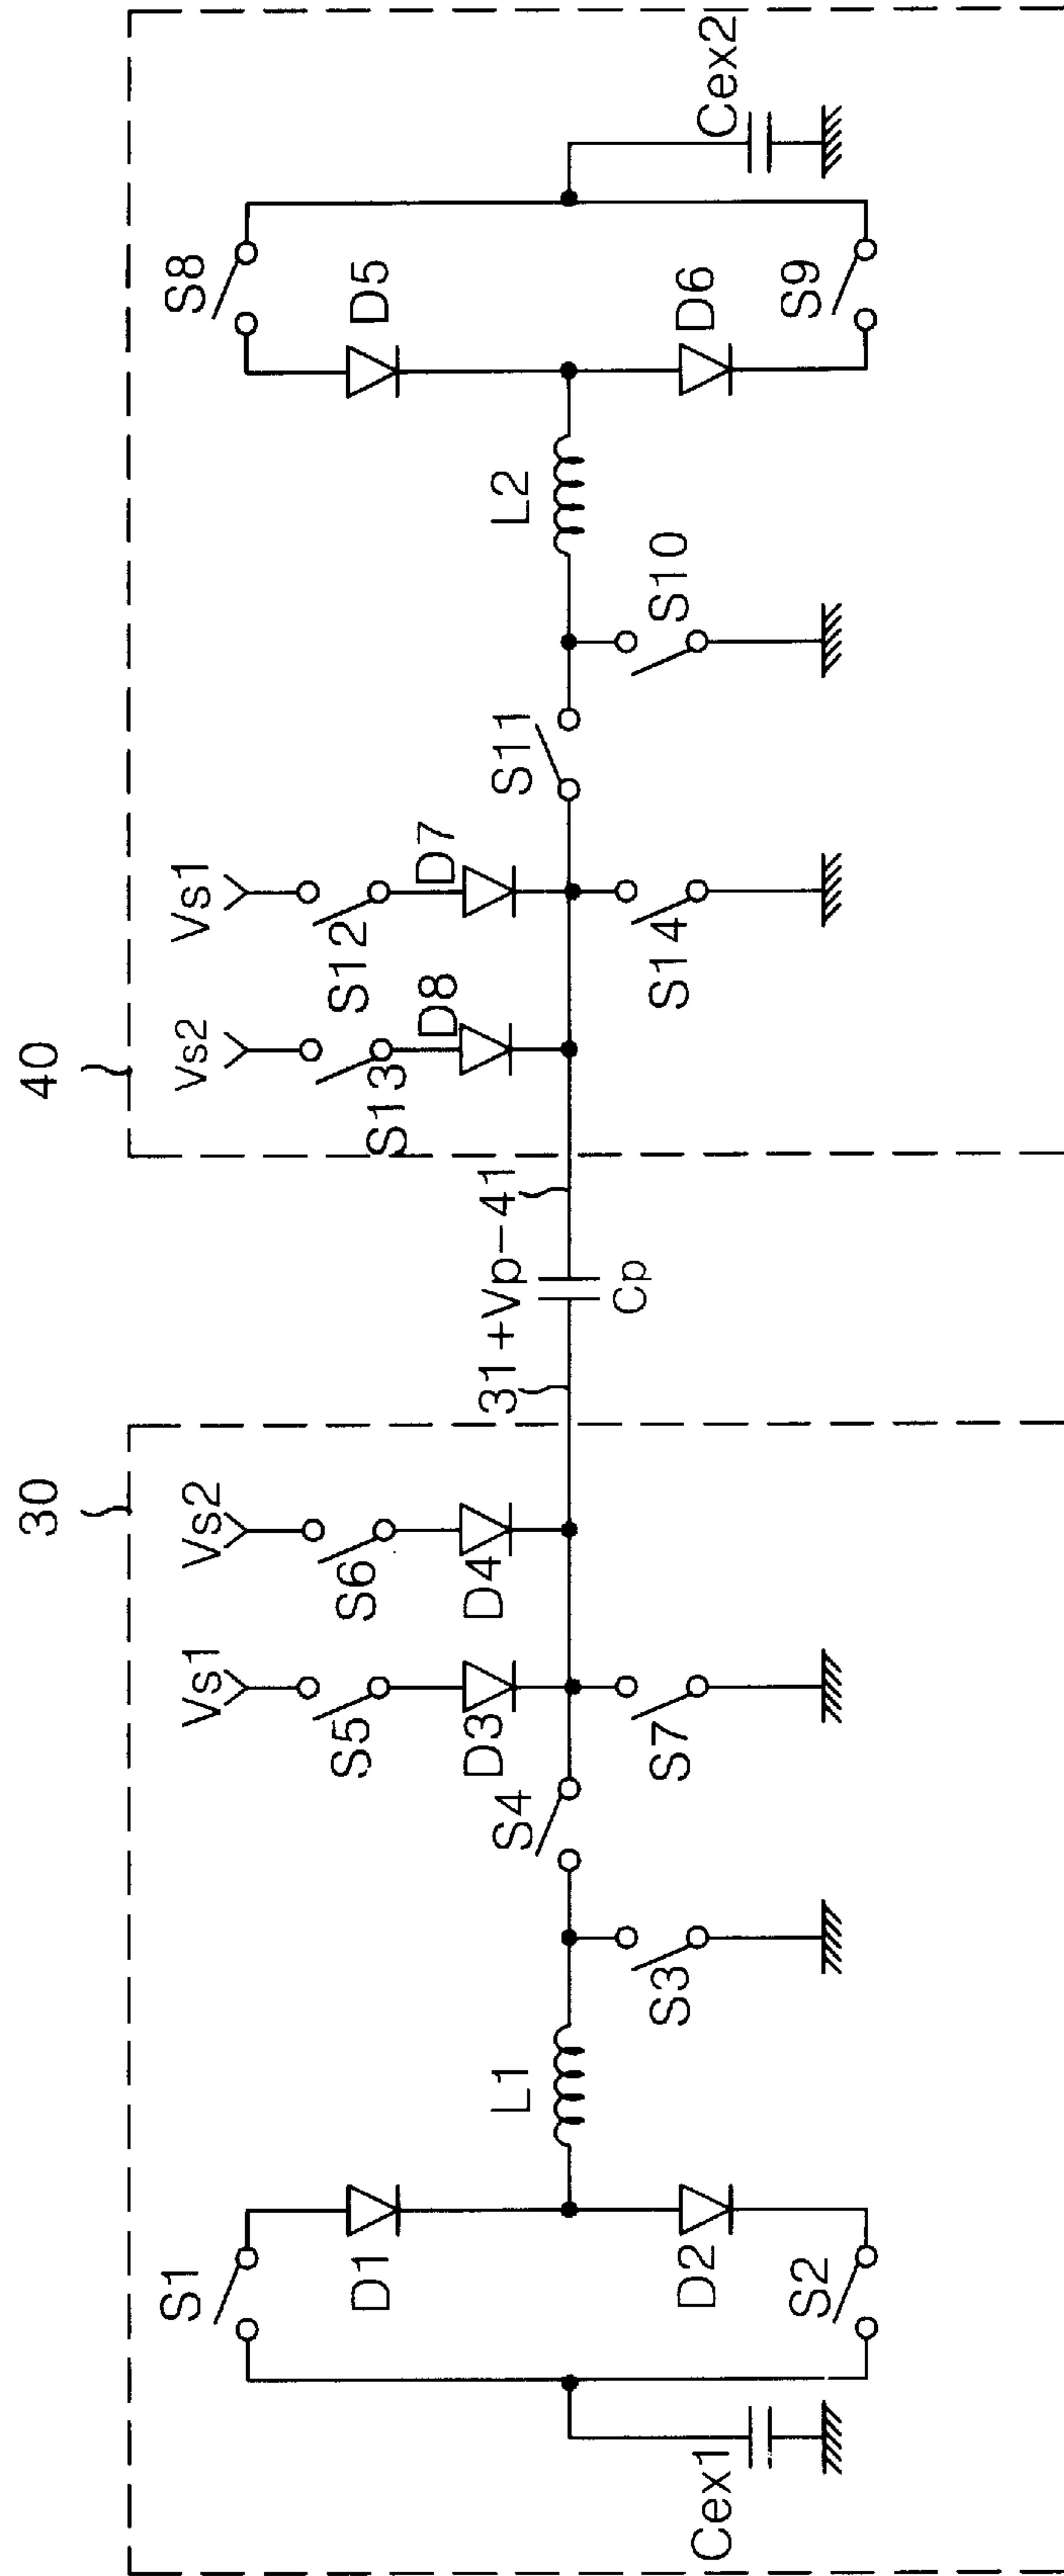 30
40
Vs1
Vs2
Vs2
Vs1
S1
S5
S6
S13
S12
S8
D1
D3
D4
D8
D7
D5
L1
S4
31+Vp-41
S11
L2
Cp
D2
S3
S7
S14
S10
D6
S2
S9
Cex1
Cex2